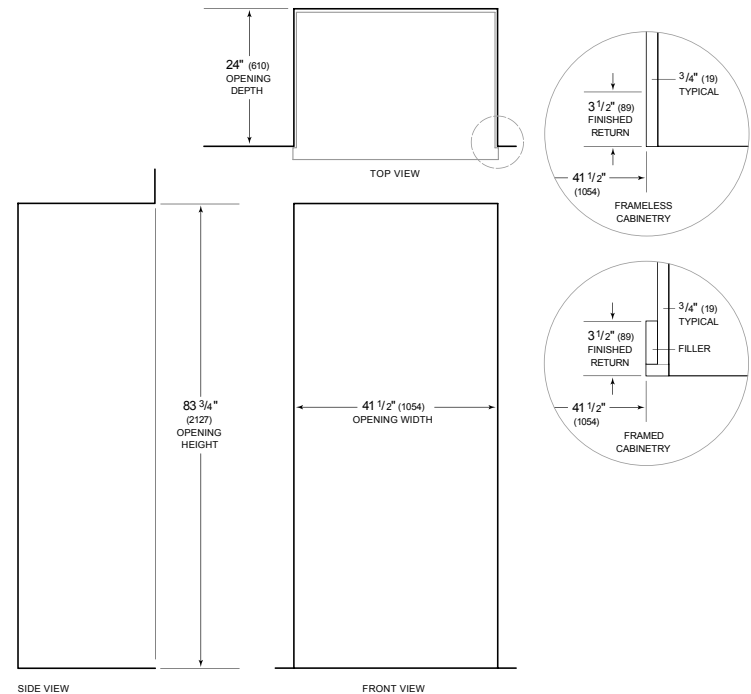 24" (610)
OPENING
DEPTH
TOP VIEW
3/4" (19)
TYPICAL
3 1/2" (89)
FINISHED
RETURN
41 1/2"
(1054)
FRAMELESS
CABINETRY
3/4" (19)
TYPICAL
3 1/2" (89)
FINISHED
RETURN
FILLER
41 1/2"
(1054)
FRAMED
CABINETRY
83 3/4"
(2127)
OPENING
HEIGHT
41 1/2" (1054)
OPENING WIDTH
SIDE VIEW
FRONT VIEW